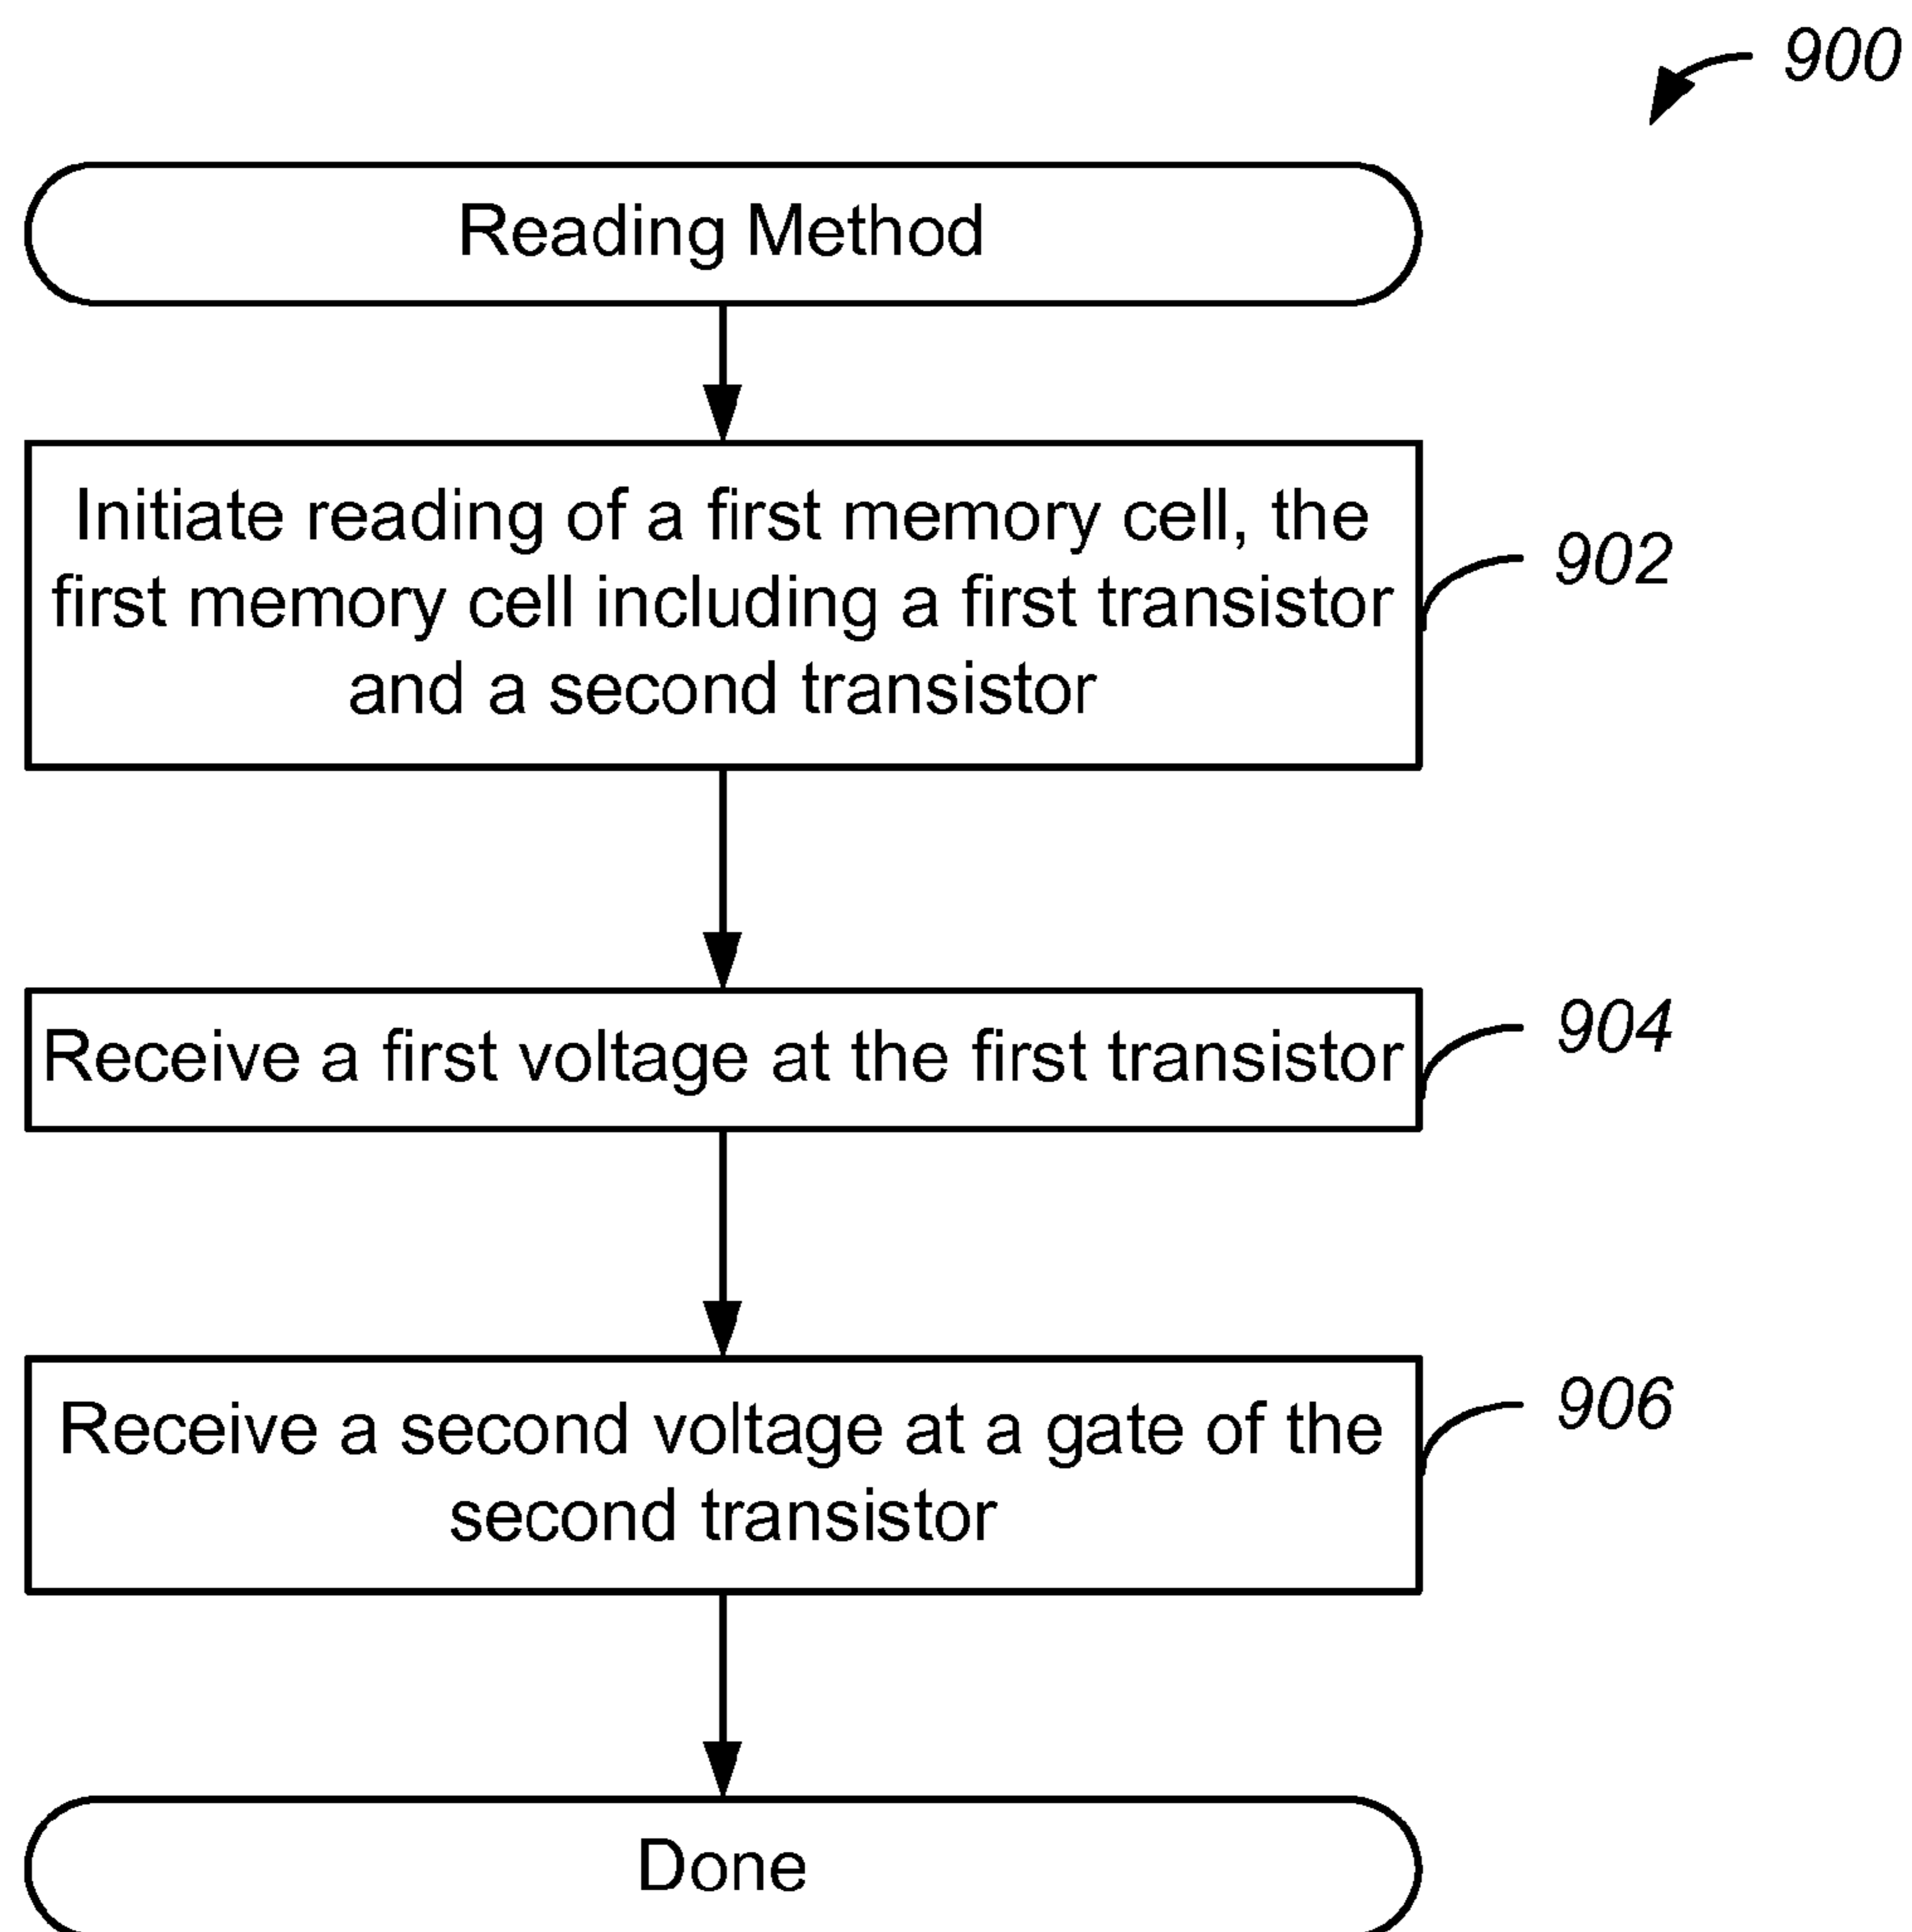 900
Reading Method
Initiate reading of a first memory cell, the
first memory cell including a first transistor
and a second transistor
902
Receive a first voltage at the first transistor
904
Receive a second voltage at a gate of the
second transistor
906
Done